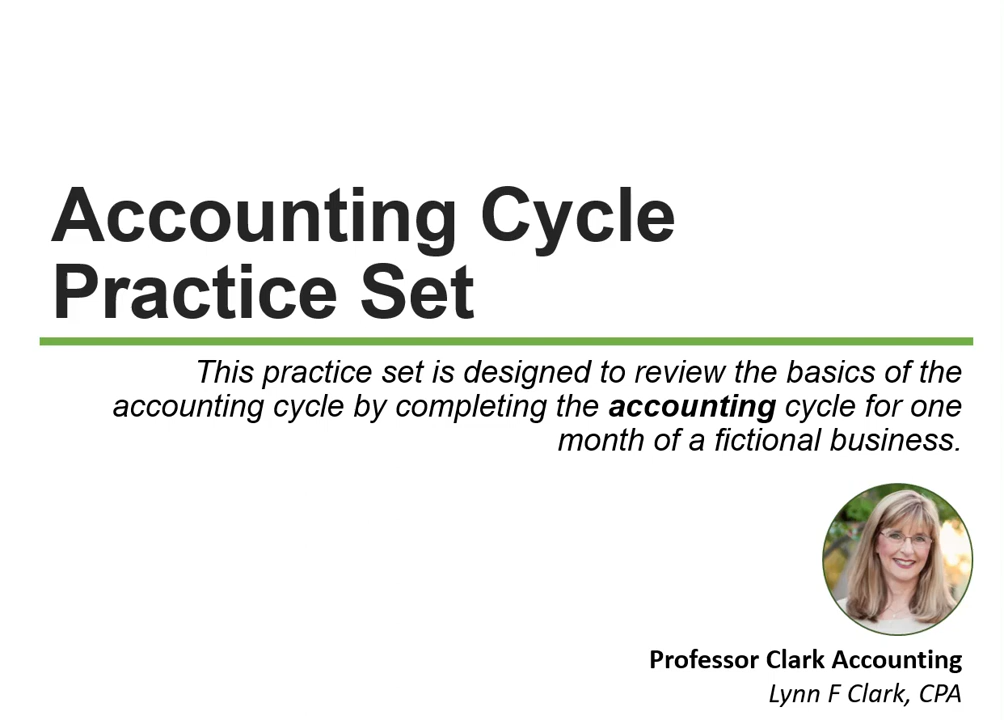 Accounting Cycle
Practice Set
This practice set is designed to review the basics of the
accounting cycle by completing the accounting cycle for one
month of a fictional business.
Professor Clark Accounting
Lynn F Clark, CPA